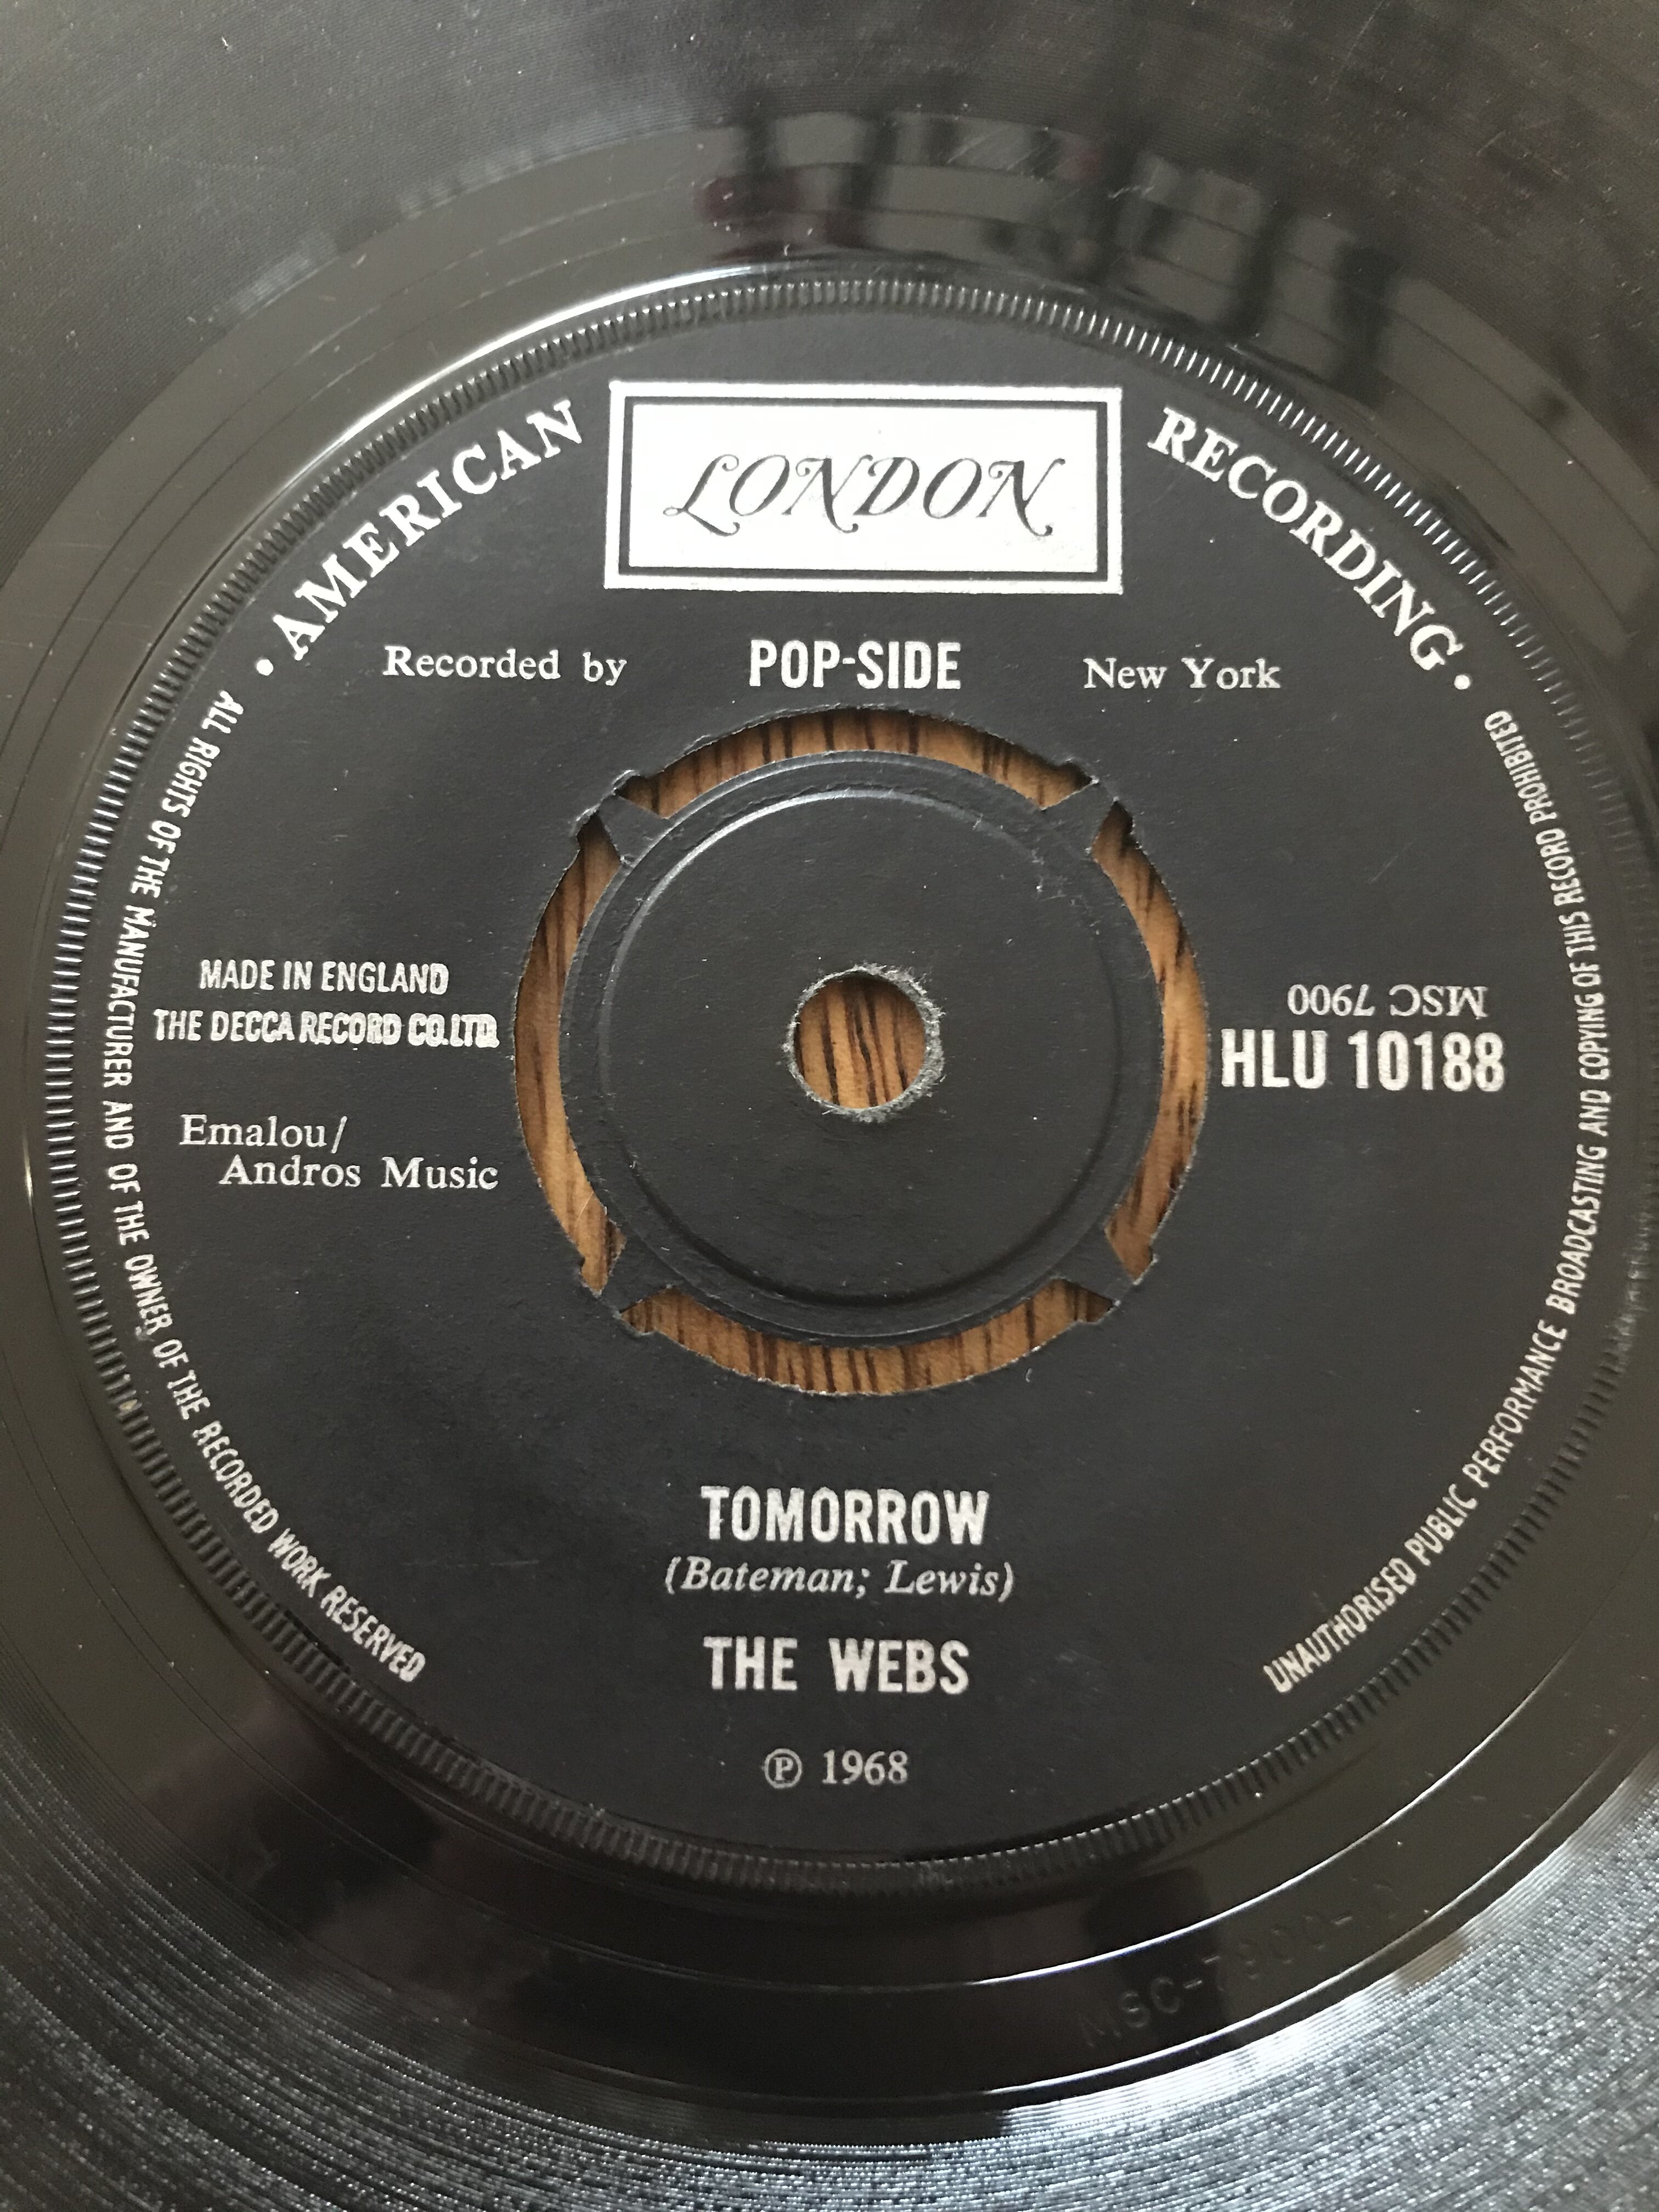 • AMERICAN
LONDON
RECORDING •
Recorded by POP-SIDE New York
MADE IN ENGLAND
THE DECCA RECORD CO. LTD.
Emalou/
Andros Music
MSC 7900
HLU 10188
TOMORROW
(Bateman; Lewis)
THE WEBS
℗ 1968
ALL RIGHTS OF THE MANUFACTURER AND OF THE OWNER OF THE RECORDED WORK RESERVED
UNAUTHORISED PUBLIC PERFORMANCE BROADCASTING AND COPYING OF THIS RECORD PROHIBITED
MSC-7900-